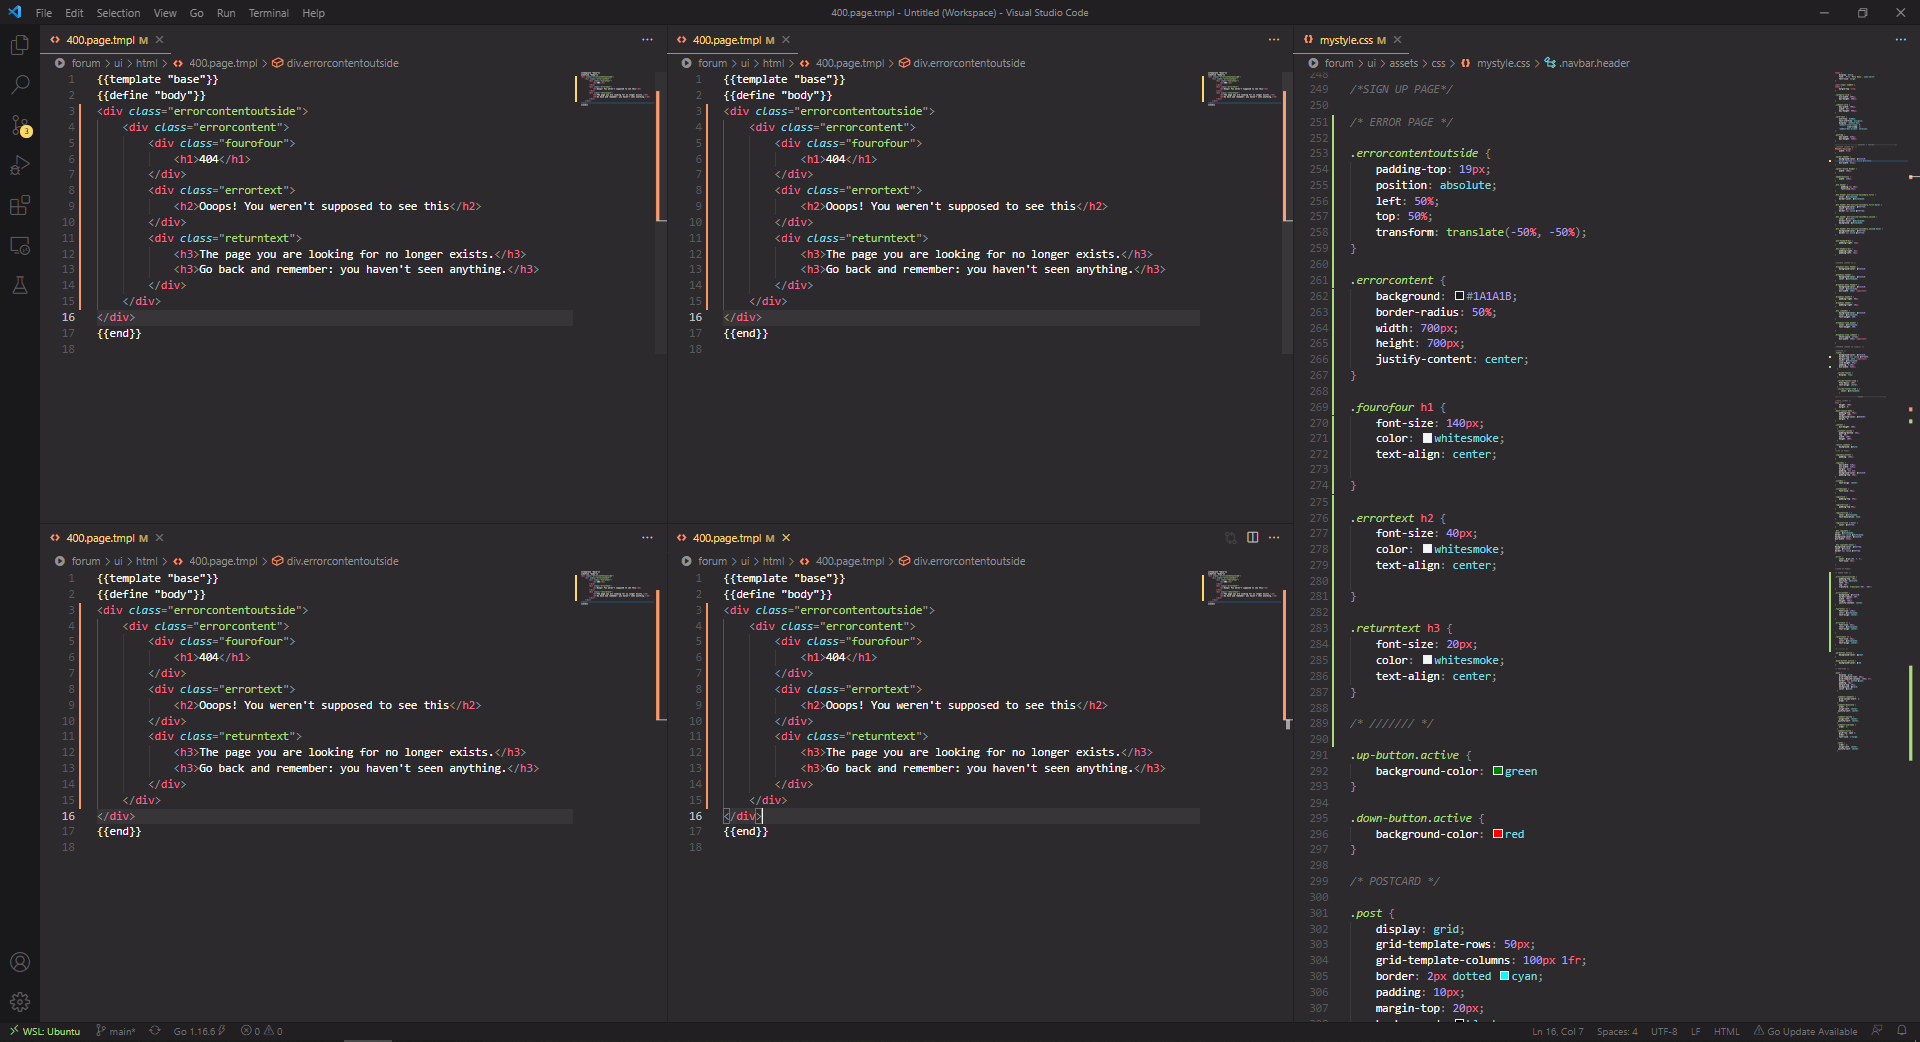 File Edit Selection View Go Run Terminal Help
400.page.tmpl - Untitled (Workspace) - Visual Studio Code
400.page.tmpl M
forum > ui > html > 400.page.tmpl > div.errorcontentoutside
1 {{template "base"}}
2 {{define "body"}}
3 <div class="errorcontentoutside">
4 <div class="errorcontent">
5 <div class="fourofour">
6 <h1>404</h1>
7 </div>
8 <div class="errortext">
9 <h2>Ooops! You weren't supposed to see this</h2>
10 </div>
11 <div class="returntext">
12 <h3>The page you are looking for no longer exists.</h3>
13 <h3>Go back and remember: you haven't seen anything.</h3>
14 </div>
15 </div>
16 </div>
17 {{end}}
18
400.page.tmpl M
forum > ui > html > 400.page.tmpl > div.errorcontentoutside
1 {{template "base"}}
2 {{define "body"}}
3 <div class="errorcontentoutside">
4 <div class="errorcontent">
5 <div class="fourofour">
6 <h1>404</h1>
7 </div>
8 <div class="errortext">
9 <h2>Ooops! You weren't supposed to see this</h2>
10 </div>
11 <div class="returntext">
12 <h3>The page you are looking for no longer exists.</h3>
13 <h3>Go back and remember: you haven't seen anything.</h3>
14 </div>
15 </div>
16 </div>
17 {{end}}
18
400.page.tmpl M
forum > ui > html > 400.page.tmpl > div.errorcontentoutside
1 {{template "base"}}
2 {{define "body"}}
3 <div class="errorcontentoutside">
4 <div class="errorcontent">
5 <div class="fourofour">
6 <h1>404</h1>
7 </div>
8 <div class="errortext">
9 <h2>Ooops! You weren't supposed to see this</h2>
10 </div>
11 <div class="returntext">
12 <h3>The page you are looking for no longer exists.</h3>
13 <h3>Go back and remember: you haven't seen anything.</h3>
14 </div>
15 </div>
16 </div>
17 {{end}}
18
400.page.tmpl M
forum > ui > html > 400.page.tmpl > div.errorcontentoutside
1 {{template "base"}}
2 {{define "body"}}
3 <div class="errorcontentoutside">
4 <div class="errorcontent">
5 <div class="fourofour">
6 <h1>404</h1>
7 </div>
8 <div class="errortext">
9 <h2>Ooops! You weren't supposed to see this</h2>
10 </div>
11 <div class="returntext">
12 <h3>The page you are looking for no longer exists.</h3>
13 <h3>Go back and remember: you haven't seen anything.</h3>
14 </div>
15 </div>
16 </div>
17 {{end}}
18
mystyle.css M
forum > ui > assets > css > mystyle.css > .navbar.header
248
249 /*SIGN UP PAGE*/
250
251 /* ERROR PAGE */
252
253 .errorcontentoutside {
254 padding-top: 19px;
255 position: absolute;
256 left: 50%;
257 top: 50%;
258 transform: translate(-50%, -50%);
259 }
260
261 .errorcontent {
262 background: #1A1A1B;
263 border-radius: 50%;
264 width: 700px;
265 height: 700px;
266 justify-content: center;
267 }
268
269 .fourofour h1 {
270 font-size: 140px;
271 color: whitesmoke;
272 text-align: center;
273
274 }
275
276 .errortext h2 {
277 font-size: 40px;
278 color: whitesmoke;
279 text-align: center;
280
281 }
282
283 .returntext h3 {
284 font-size: 20px;
285 color: whitesmoke;
286 text-align: center;
287 }
288
289 /* /////// */
290
291 .up-button.active {
292 background-color: green
293 }
294
295 .down-button.active {
296 background-color: red
297 }
298
299 /* POSTCARD */
300
301 .post {
302 display: grid;
303 grid-template-rows: 50px;
304 grid-template-columns: 100px 1fr;
305 border: 2px dotted cyan;
306 padding: 10px;
307 margin-top: 20px;
3
WSL: Ubuntu main* Go 1.16.6 0 0
Ln 16, Col 7 Spaces: 4 UTF-8 LF HTML Go Update Available